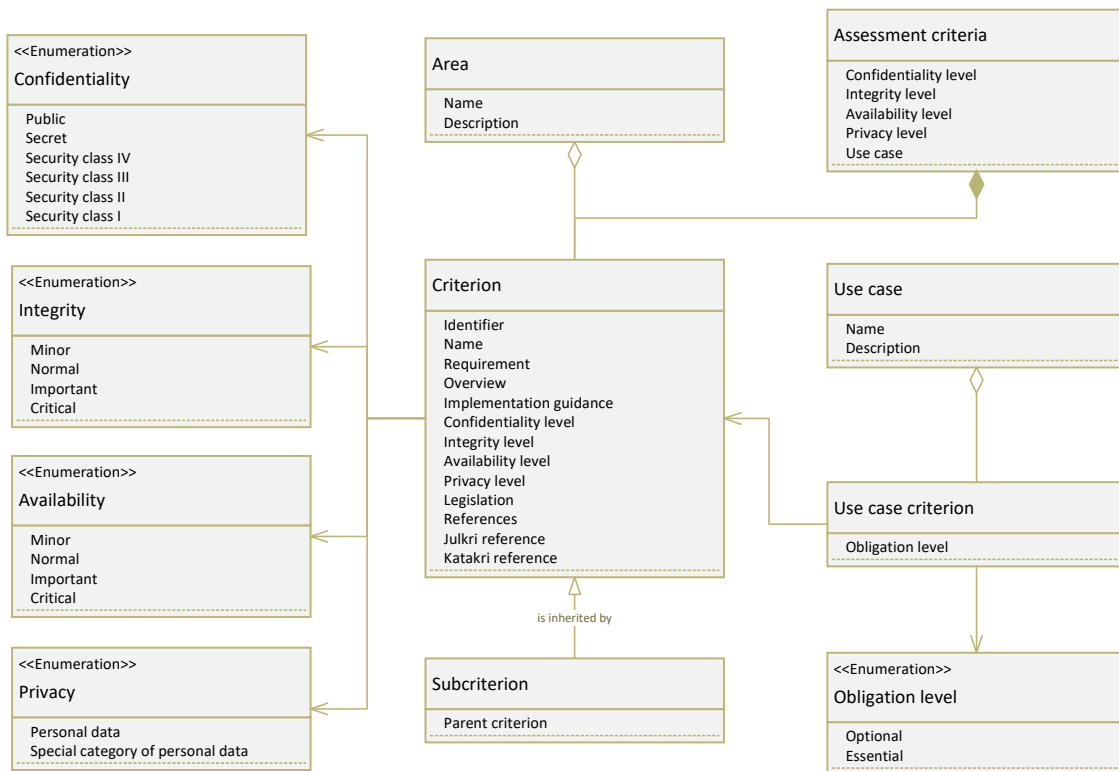 <<Enumeration>>
Confidentiality
Public
Secret
Security class IV
Security class III
Security class II
Security class I
<<Enumeration>>
Integrity
Minor
Normal
Important
Critical
<<Enumeration>>
Availability
Minor
Normal
Important
Critical
<<Enumeration>>
Privacy
Personal data
Special category of personal data
Area
Name
Description
Criterion
Identifier
Name
Requirement
Overview
Implementation guidance
Confidentiality level
Integrity level
Availability level
Privacy level
Legislation
References
Julkri reference
Katakri reference
is inherited by
Subcriterion
Parent criterion
Assessment criteria
Confidentiality level
Integrity level
Availability level
Privacy level
Use case
Use case
Name
Description
Use case criterion
Obligation level
<<Enumeration>>
Obligation level
Optional
Essential